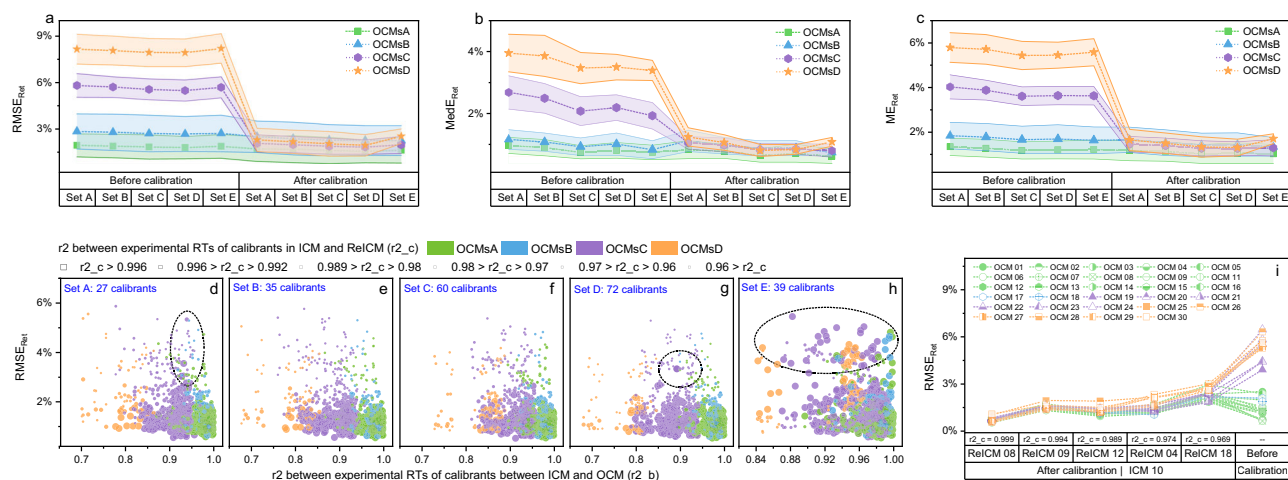 a
9%
6%
3%
RMSE_Ret
OCMsA
OCMsB
OCMsC
OCMsD
Before calibration
After calibration
Set A Set B Set C Set D Set E Set A Set B Set C Set D Set E
b
4%
2%
MedE_Ret
OCMsA
OCMsB
OCMsC
OCMsD
Before calibration
After calibration
Set A Set B Set C Set D Set E Set A Set B Set C Set D Set E
c
6%
4%
2%
ME_Ret
OCMsA
OCMsB
OCMsC
OCMsD
Before calibration
After calibration
Set A Set B Set C Set D Set E Set A Set B Set C Set D Set E
r2 between experimental RTs of calibrants in ICM and ReICM (r2_c) OCMsA OCMsB OCMsC OCMsD
r2_c > 0.996 0.996 > r2_c > 0.992 0.989 > r2_c > 0.98 0.98 > r2_c > 0.97 0.97 > r2_c > 0.96 0.96 > r2_c
Set A: 27 calibrants d
Set B: 35 calibrants e
Set C: 60 calibrants f
Set D: 72 calibrants g
Set E: 39 calibrants h
6%
4%
2%
RMSE_Ret
0.7 0.8 0.9 1.0
0.7 0.8 0.9 1.0
0.7 0.8 0.9 1.0
0.7 0.8 0.9 1.0
0.84 0.88 0.92 0.96 1.00
r2 between experimental RTs of calibrants between ICM and OCM (r2_b)
i
OCM 01 OCM 02 OCM 03 OCM 04 OCM 05
OCM 06 OCM 07 OCM 08 OCM 09 OCM 11
OCM 12 OCM 13 OCM 14 OCM 15 OCM 16
OCM 17 OCM 18 OCM 19 OCM 20 OCM 21
OCM 22 OCM 23 OCM 24 OCM 25 OCM 26
OCM 27 OCM 28 OCM 29 OCM 30
9%
6%
3%
0%
RMSE_Ret
r2_c = 0.999 r2_c = 0.994 r2_c = 0.989 r2_c = 0.974 r2_c = 0.969 --
ReICM 08 ReICM 09 ReICM 12 ReICM 04 ReICM 18 Before
After calibrantion | ICM 10 Calibration